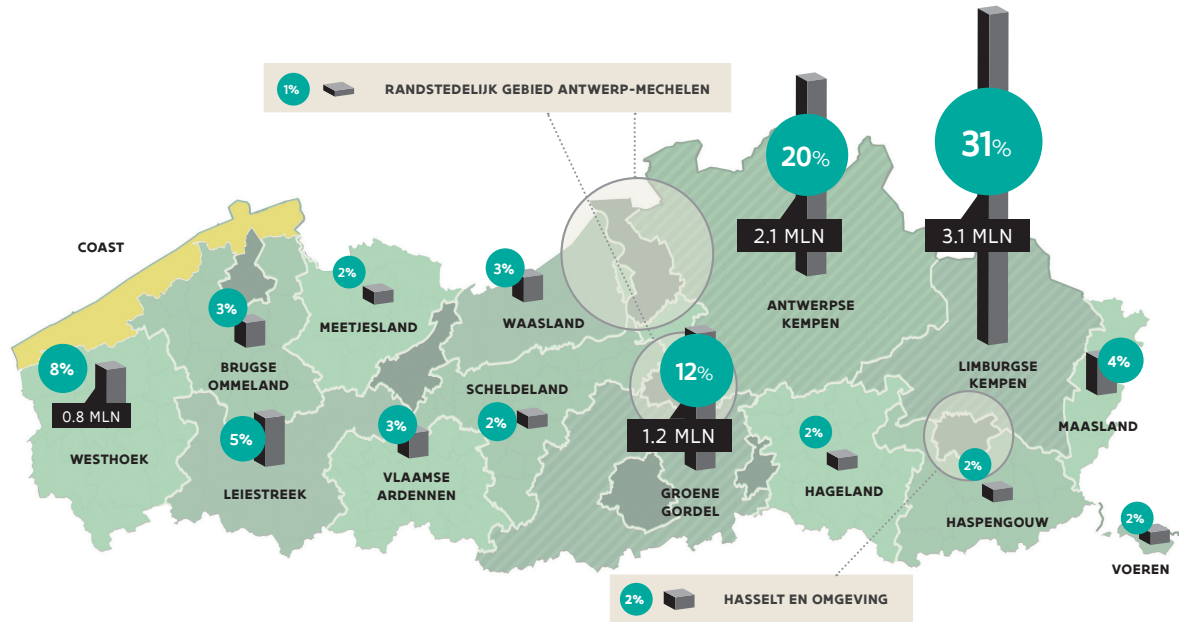 1%
RANDSTEDELIJK GEBIED ANTWERP-MECHELEN
31%
20%
2.1 MLN
3.1 MLN
COAST
3%
2%
MEETJESLAND
WAASLAND
ANTWERPSE
KEMPEN
3%
BRUGSE
OMMELAND
8%
0.8 MLN
WESTHOEK
SCHELDELAND
12%
1.2 MLN
LIMBURGSE
KEMPEN
4%
MAASLAND
5%
LEIESTREEK
3%
VLAAMSE
ARDENNEN
2%
GROENE
GORDEL
2%
HAGELAND
2%
HASPENGOUW
2%
VOEREN
2%
HASSELT EN OMGEVING